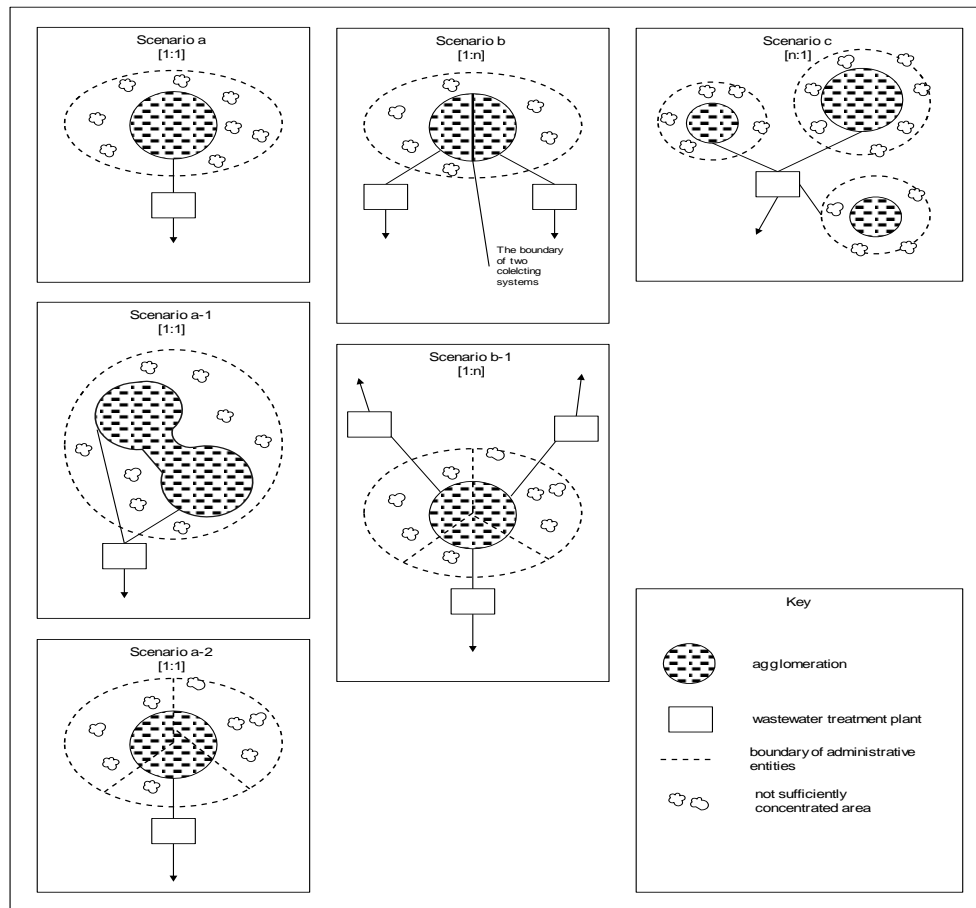 Scenario a
[1:1]
Scenario b
[1:n]
The boundary
of two
colelcting
systems
Scenario c
[n:1]
Scenario a-1
[1:1]
Scenario b-1
[1:n]
Scenario a-2
[1:1]
Key
agglomeration
wastewater treatment plant
boundary of administrative
entities
not sufficiently
concentrated area